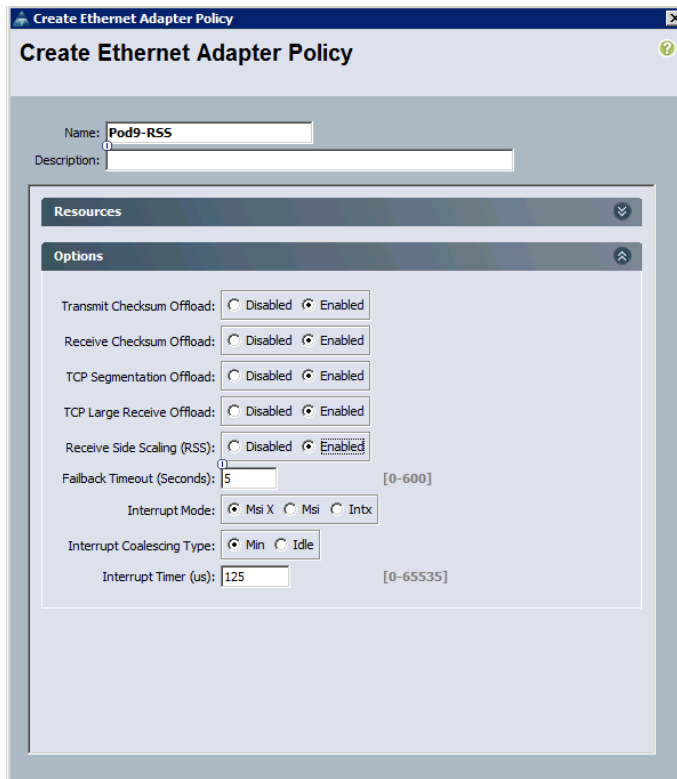 Create Ethernet Adapter Policy
Create Ethernet Adapter Policy
Name: Pod9-RSS
Description:
Resources
Options
Transmit Checksum Offload: Disabled Enabled
Receive Checksum Offload: Disabled Enabled
TCP Segmentation Offload: Disabled Enabled
TCP Large Receive Offload: Disabled Enabled
Receive Side Scaling (RSS): Disabled Enabled
Failback Timeout (Seconds): 5 [0-600]
Interrupt Mode: Msi X Msi Intx
Interrupt Coalescing Type: Min Idle
Interrupt Timer (us): 125 [0-65535]